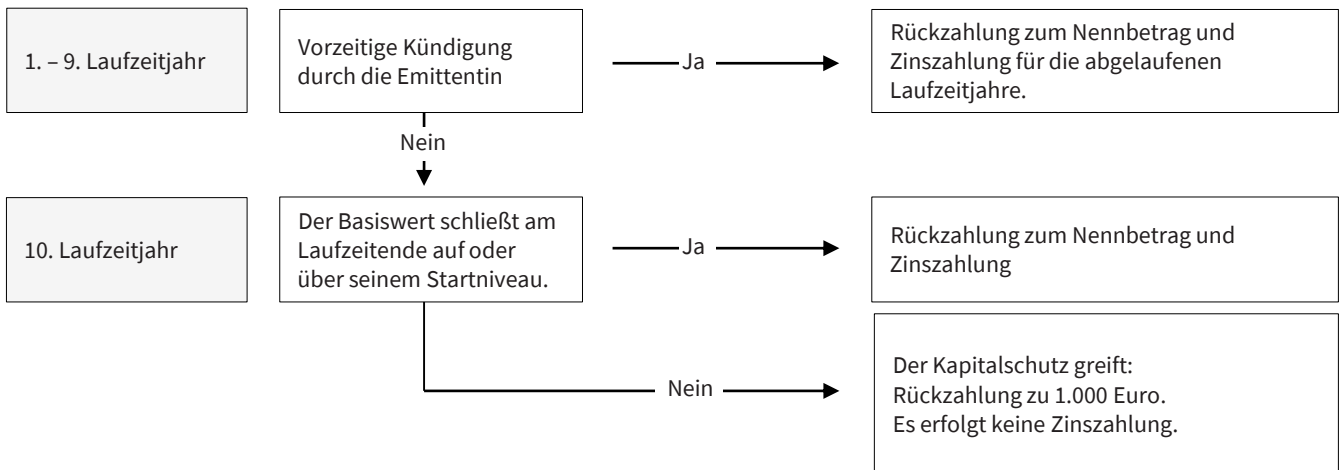 1. – 9. Laufzeitjahr
Vorzeitige Kündigung
durch die Emittentin
Ja
Rückzahlung zum Nennbetrag und
Zinszahlung für die abgelaufenen
Laufzeitjahre.
Nein
10. Laufzeitjahr
Der Basiswert schließt am
Laufzeitende auf oder
über seinem Startniveau.
Ja
Rückzahlung zum Nennbetrag und
Zinszahlung
Nein
Der Kapitalschutz greift:
Rückzahlung zu 1.000 Euro.
Es erfolgt keine Zinszahlung.